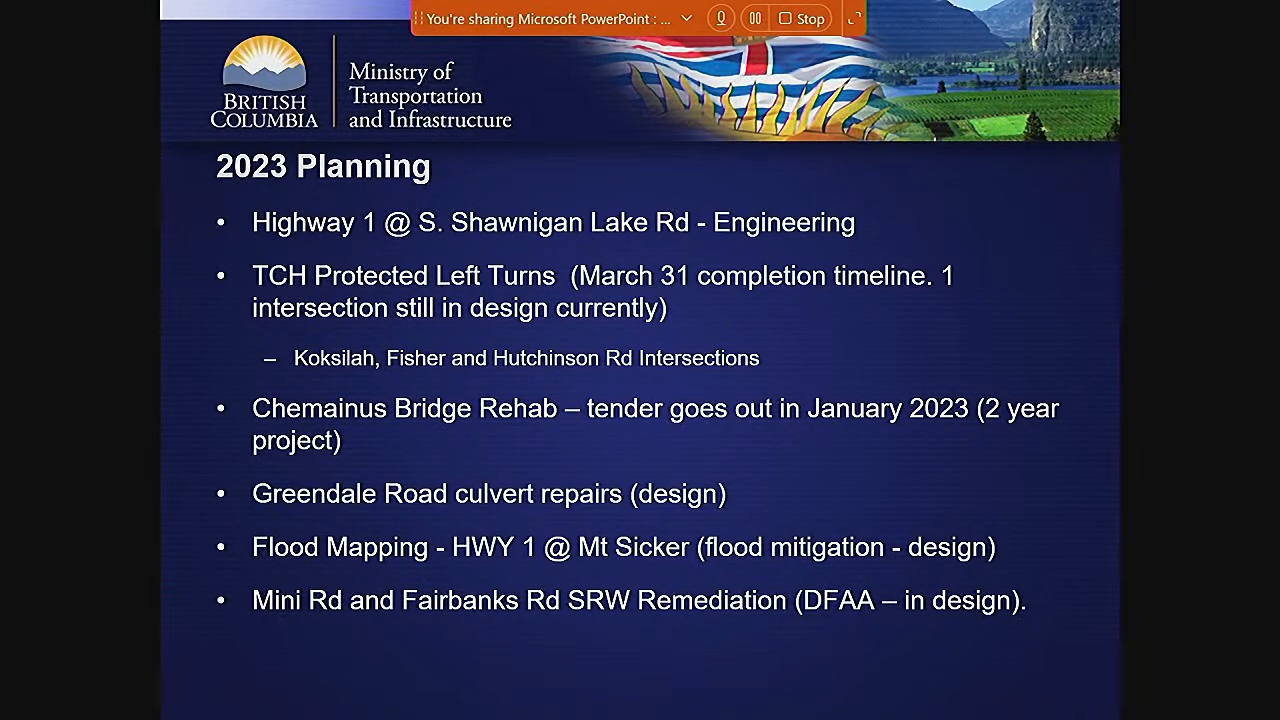 You're sharing Microsoft PowerPoint : ...
Stop
BRITISH
COLUMBIA
Ministry of
Transportation
and Infrastructure
2023 Planning
• Highway 1 @ S. Shawnigan Lake Rd - Engineering
• TCH Protected Left Turns (March 31 completion timeline. 1
intersection still in design currently)
– Koksilah, Fisher and Hutchinson Rd Intersections
• Chemainus Bridge Rehab – tender goes out in January 2023 (2 year
project)
• Greendale Road culvert repairs (design)
• Flood Mapping - HWY 1 @ Mt Sicker (flood mitigation - design)
• Mini Rd and Fairbanks Rd SRW Remediation (DFAA – in design).